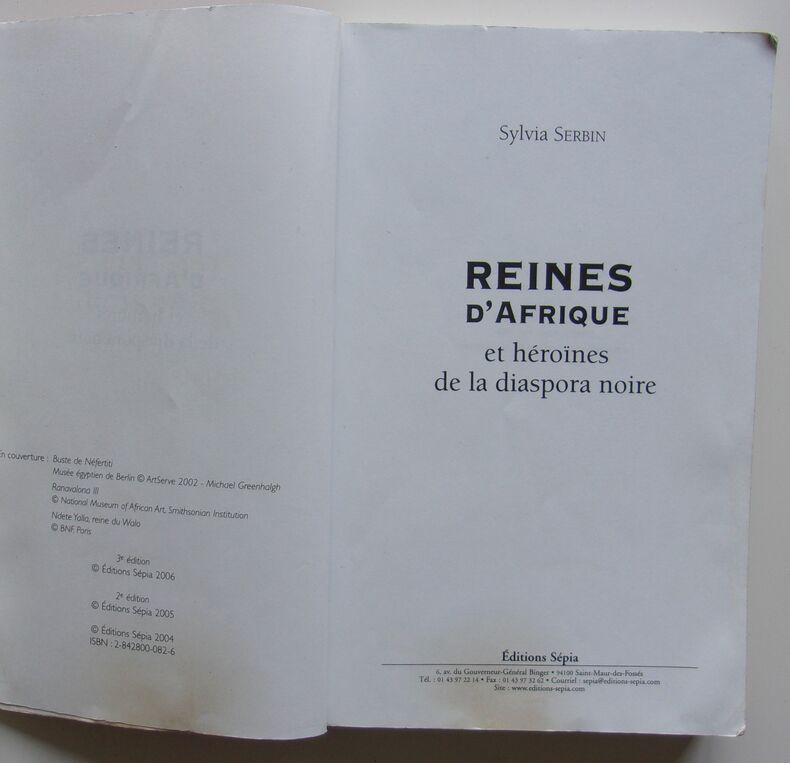 En couverture : Buste de Néfertiti
Musée égyptien de Berlin © ArtServe 2002 - Michael Greenhalgh
Ranavalona III
© National Museum of African Art, Smithsonian Institution
Ndete Yalla, reine du Walo
© BNF, Paris
3e édition
© Éditions Sépia 2006
2e édition
© Éditions Sépia 2005
© Éditions Sépia 2004
ISBN : 2-842800-082-6
Sylvia SERBIN
REINES
D'AFRIQUE
et héroïnes
de la diaspora noire
Éditions Sépia
6, av. du Gouverneur-Général Binger • 94100 Saint-Maur-des-Fossés
Tél. : 01 43 97 22 14 • Fax : 01 43 97 32 62 • Courriel : sepia@editions-sepia.com
Site : www.editions-sepia.com